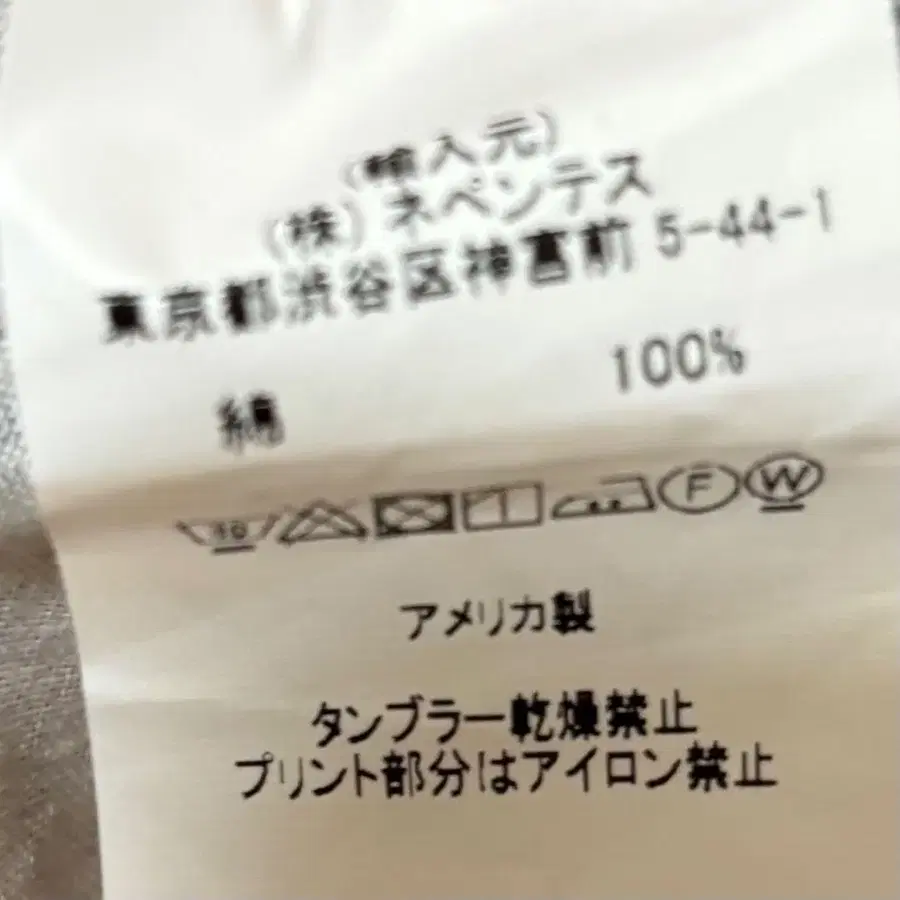 (輸入元)
(株) ネペンテス
東京都渋谷区神宮前 5-44-1
綿 100%
F W
アメリカ製
タンブラー乾燥禁止
プリント部分はアイロン禁止